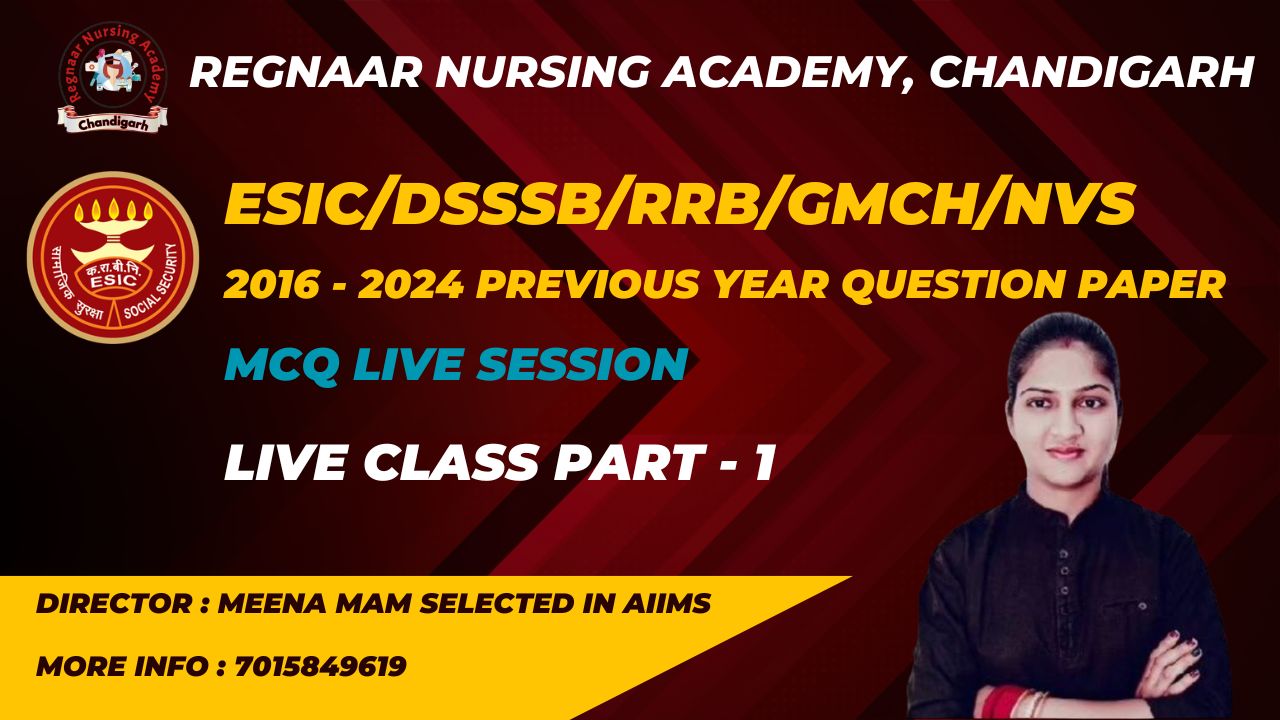 Regnaar Nursing Academy
Chandigarh
REGNAAR NURSING ACADEMY, CHANDIGARH
ESIC/DSSSB/RRB/GMCH/NVS
सामाजिक सुरक्षा
क.रा.बी.नि.
ESIC
SOCIAL SECURITY
2016 - 2024 PREVIOUS YEAR QUESTION PAPER
MCQ LIVE SESSION
LIVE CLASS PART - 1
DIRECTOR : MEENA MAM SELECTED IN AIIMS
MORE INFO : 7015849619